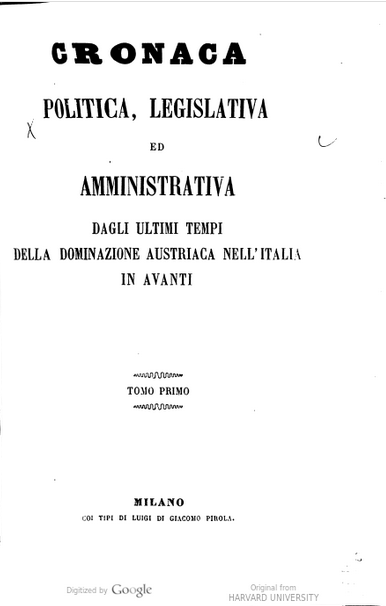 CRONACA
POLITICA, LEGISLATIVA
ED
AMMINISTRATIVA
DAGLI ULTIMI TEMPI
DELLA DOMINAZIONE AUSTRIACA NELL'ITALIA
IN AVANTI
TOMO PRIMO
MILANO
COI TIPI DI LUIGI DI GIACOMO PIROLA.
Digitized by Google
Original from
HARVARD UNIVERSITY